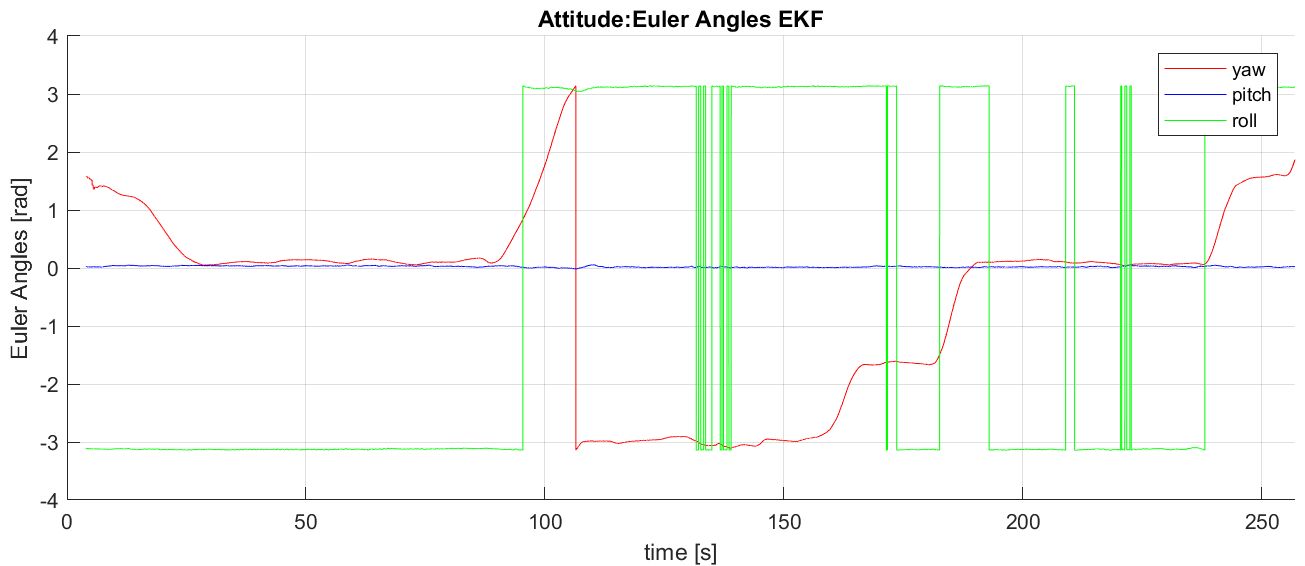 Attitude:Euler Angles EKF
4
3
2
1
0
-1
-2
-3
-4
Euler Angles [rad]
yaw
pitch
roll
0
50
100
150
200
250
time [s]